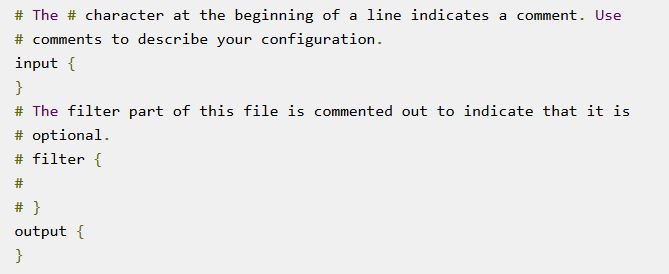 # The # character at the beginning of a line indicates a comment. Use
# comments to describe your configuration.
input {
}
# The filter part of this file is commented out to indicate that it is
# optional.
# filter {
#
# }
output {
}